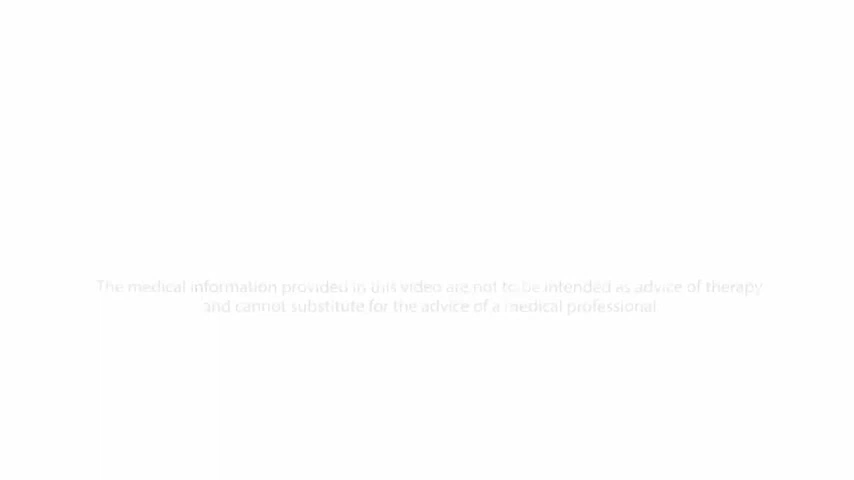 The medical information provided in this video are not to be intended as advice of therapy
and cannot substitute for the advice of a medical professional